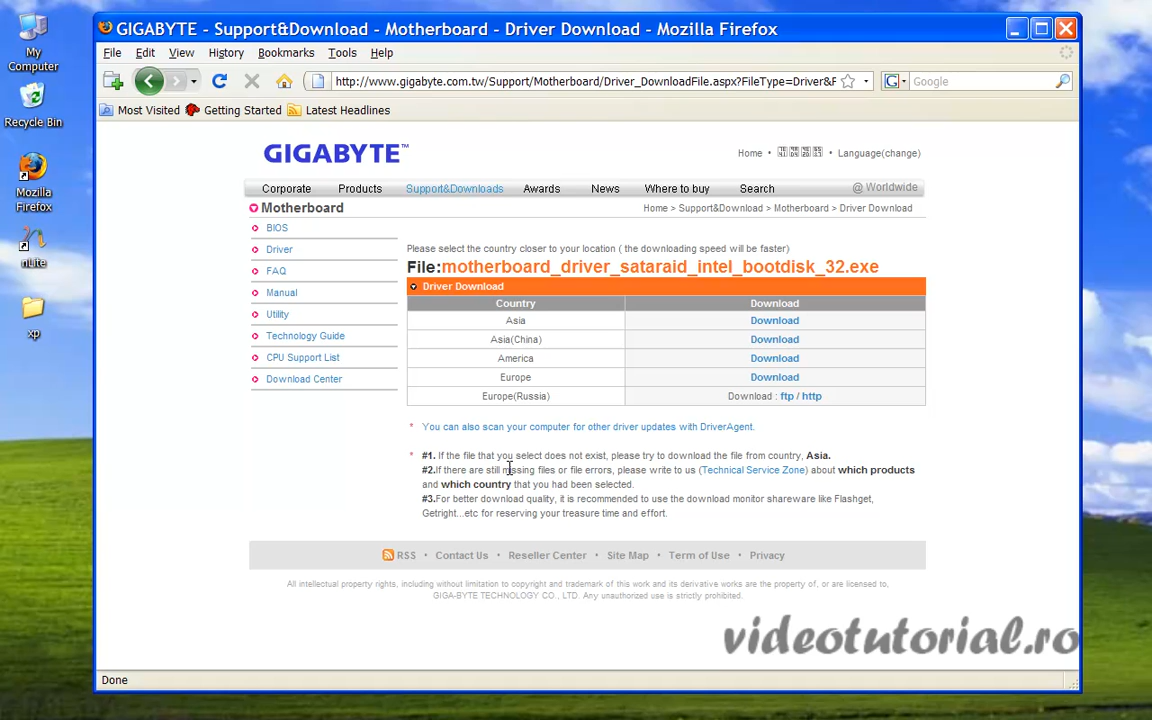 GIGABYTE - Support&Download - Motherboard - Driver Download - Mozilla Firefox
My Computer
File Edit View History Bookmarks Tools Help
http://www.gigabyte.com.tw/Support/Motherboard/Driver_DownloadFile.aspx?FileType=Driver&F
Google
Most Visited Getting Started Latest Headlines
Recycle Bin
Mozilla Firefox
nLite
xp
GIGABYTE™
Home • • Language(change)
Corporate Products Support&Downloads Awards News Where to buy Search @ Worldwide
Motherboard
Home > Support&Download > Motherboard > Driver Download
BIOS
Driver
FAQ
Manual
Utility
Technology Guide
CPU Support List
Download Center
Please select the country closer to your location ( the downloading speed will be faster)
File:motherboard_driver_sataraid_intel_bootdisk_32.exe
Driver Download
Country Download
Asia Download
Asia(China) Download
America Download
Europe Download
Europe(Russia) Download : ftp / http
* You can also scan your computer for other driver updates with DriverAgent.
* #1. If the file that you select does not exist, please try to download the file from country, Asia.
#2.If there are still missing files or file errors, please write to us (Technical Service Zone) about which products
and which country that you had been selected.
#3.For better download quality, it is recommended to use the download monitor shareware like Flashget,
Getright...etc for reserving your treasure time and effort.
RSS • Contact Us • Reseller Center • Site Map • Term of Use • Privacy
All intellectual property rights, including without limitation to copyright and trademark of this work and its derivative works are the property of, or are licensed to,
GIGA-BYTE TECHNOLOGY CO., LTD. Any unauthorized use is strictly prohibited.
videotutorial.ro
Done